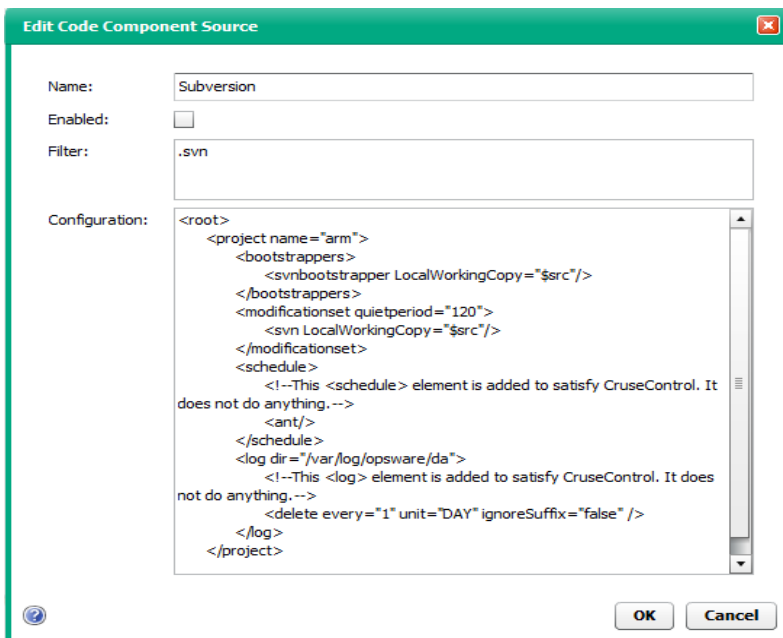 Edit Code Component Source
Name: Subversion
Enabled:
Filter: .svn
Configuration: <root>
<project name="arm">
<bootstrappers>
<svnbootstrapper LocalWorkingCopy="$src"/>
</bootstrappers>
<modificationset quietperiod="120">
<svn LocalWorkingCopy="$src"/>
</modificationset>
<schedule>
<!--This <schedule> element is added to satisfy CruseControl. It
does not do anything.-->
<ant/>
</schedule>
<log dir="/var/log/opsware/da">
<!--This <log> element is added to satisfy CruseControl. It does
not do anything.-->
<delete every="1" unit="DAY" ignoreSuffix="false" />
</log>
</project>
OK Cancel